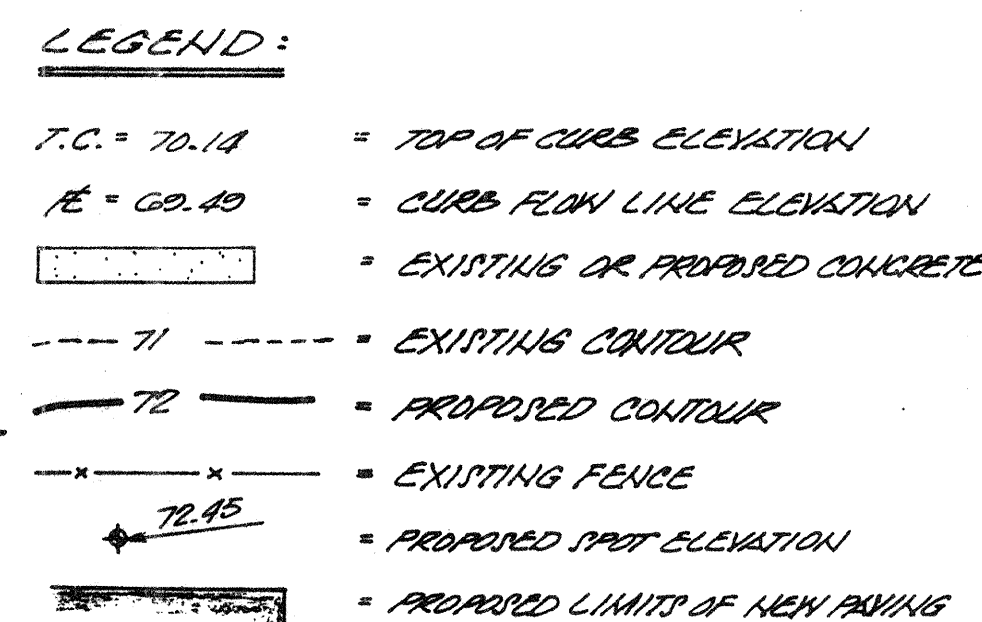 LEGEND:
T.C. = 70.14 = TOP OF CURB ELEVATION
FL = 69.49 = CURB FLOW LINE ELEVATION
= EXISTING OR PROPOSED CONCRETE
71 = EXISTING CONTOUR
72 = PROPOSED CONTOUR
x x = EXISTING FENCE
72.45 = PROPOSED SPOT ELEVATION
= PROPOSED LIMITS OF NEW PAVING